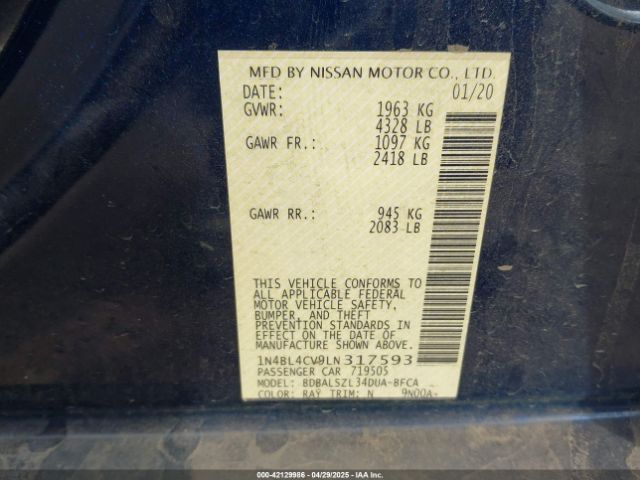 MFD BY NISSAN MOTOR CO., LTD.
DATE: 01/20
GVWR: 1963 KG
4328 LB
GAWR FR.: 1097 KG
2418 LB
GAWR RR.: 945 KG
2083 LB
THIS VEHICLE CONFORMS TO
ALL APPLICABLE FEDERAL
MOTOR VEHICLE SAFETY,
BUMPER, AND THEFT
PREVENTION STANDARDS
IN EFFECT ON THE DATE OF
MANUFACTURE SHOWN ABOVE.
1N4BL4CV9LN317593
PASSENGER CAR 719505
MODEL: BDBALSZL34DUA-BFCA
COLOR: RAY TRIM: N 9N00A-
000-42129986 - 04/29/2025 - IAA Inc.